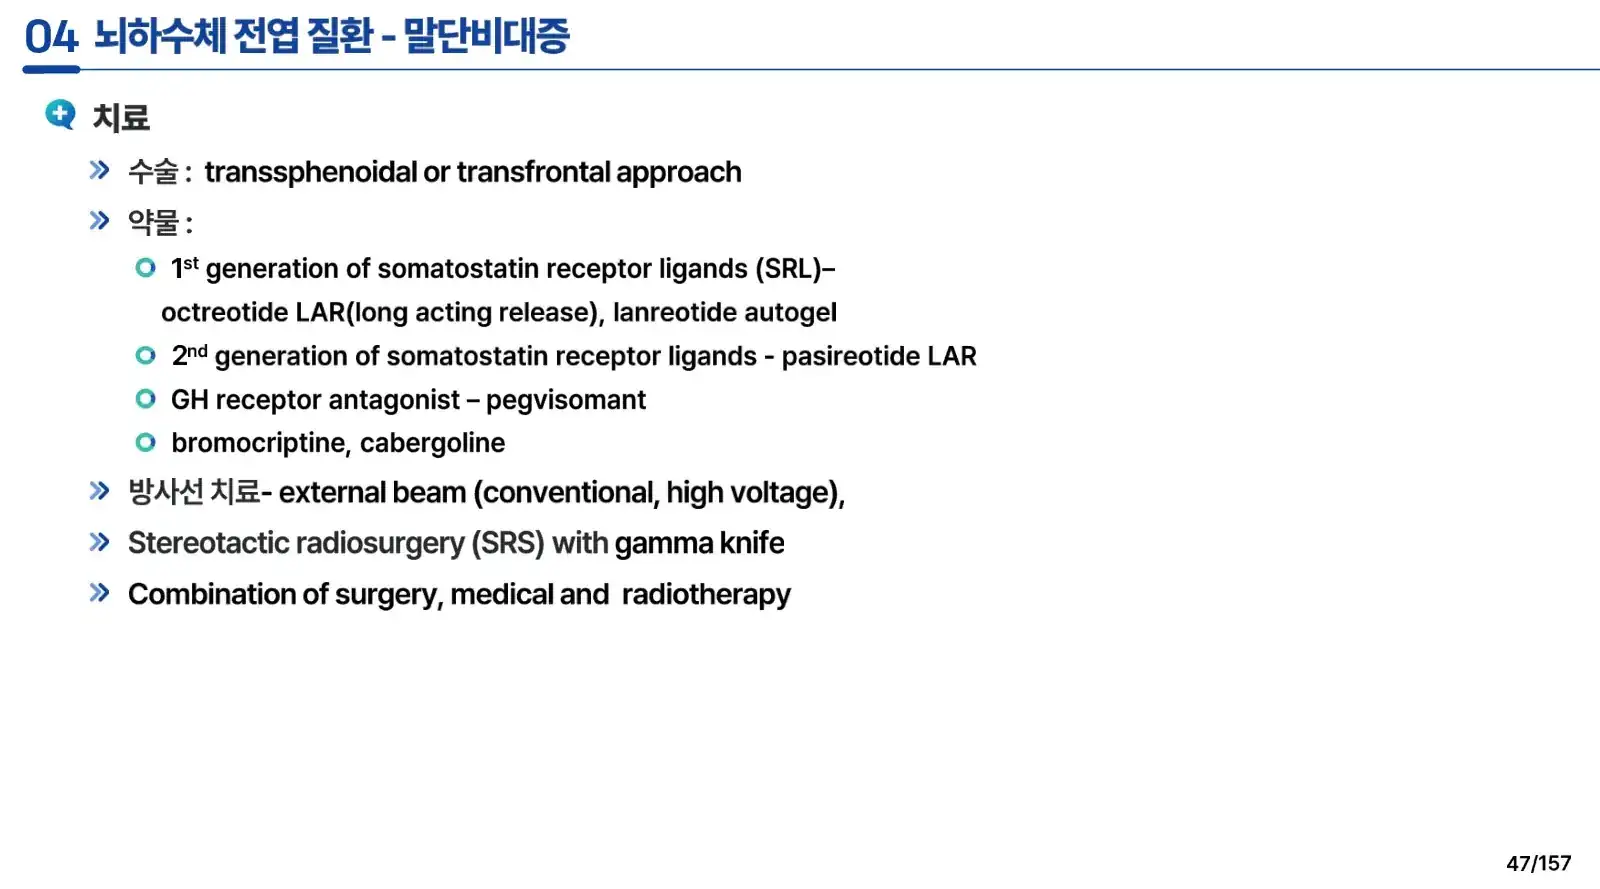 04 뇌하수체 전엽 질환 - 말단비대증
치료
수술 : transsphenoidal or transfrontal approach
약물 :
1st generation of somatostatin receptor ligands (SRL)–
octreotide LAR(long acting release), lanreotide autogel
2nd generation of somatostatin receptor ligands - pasireotide LAR
GH receptor antagonist – pegvisomant
bromocriptine, cabergoline
방사선 치료- external beam (conventional, high voltage),
Stereotactic radiosurgery (SRS) with gamma knife
Combination of surgery, medical and radiotherapy
47/157